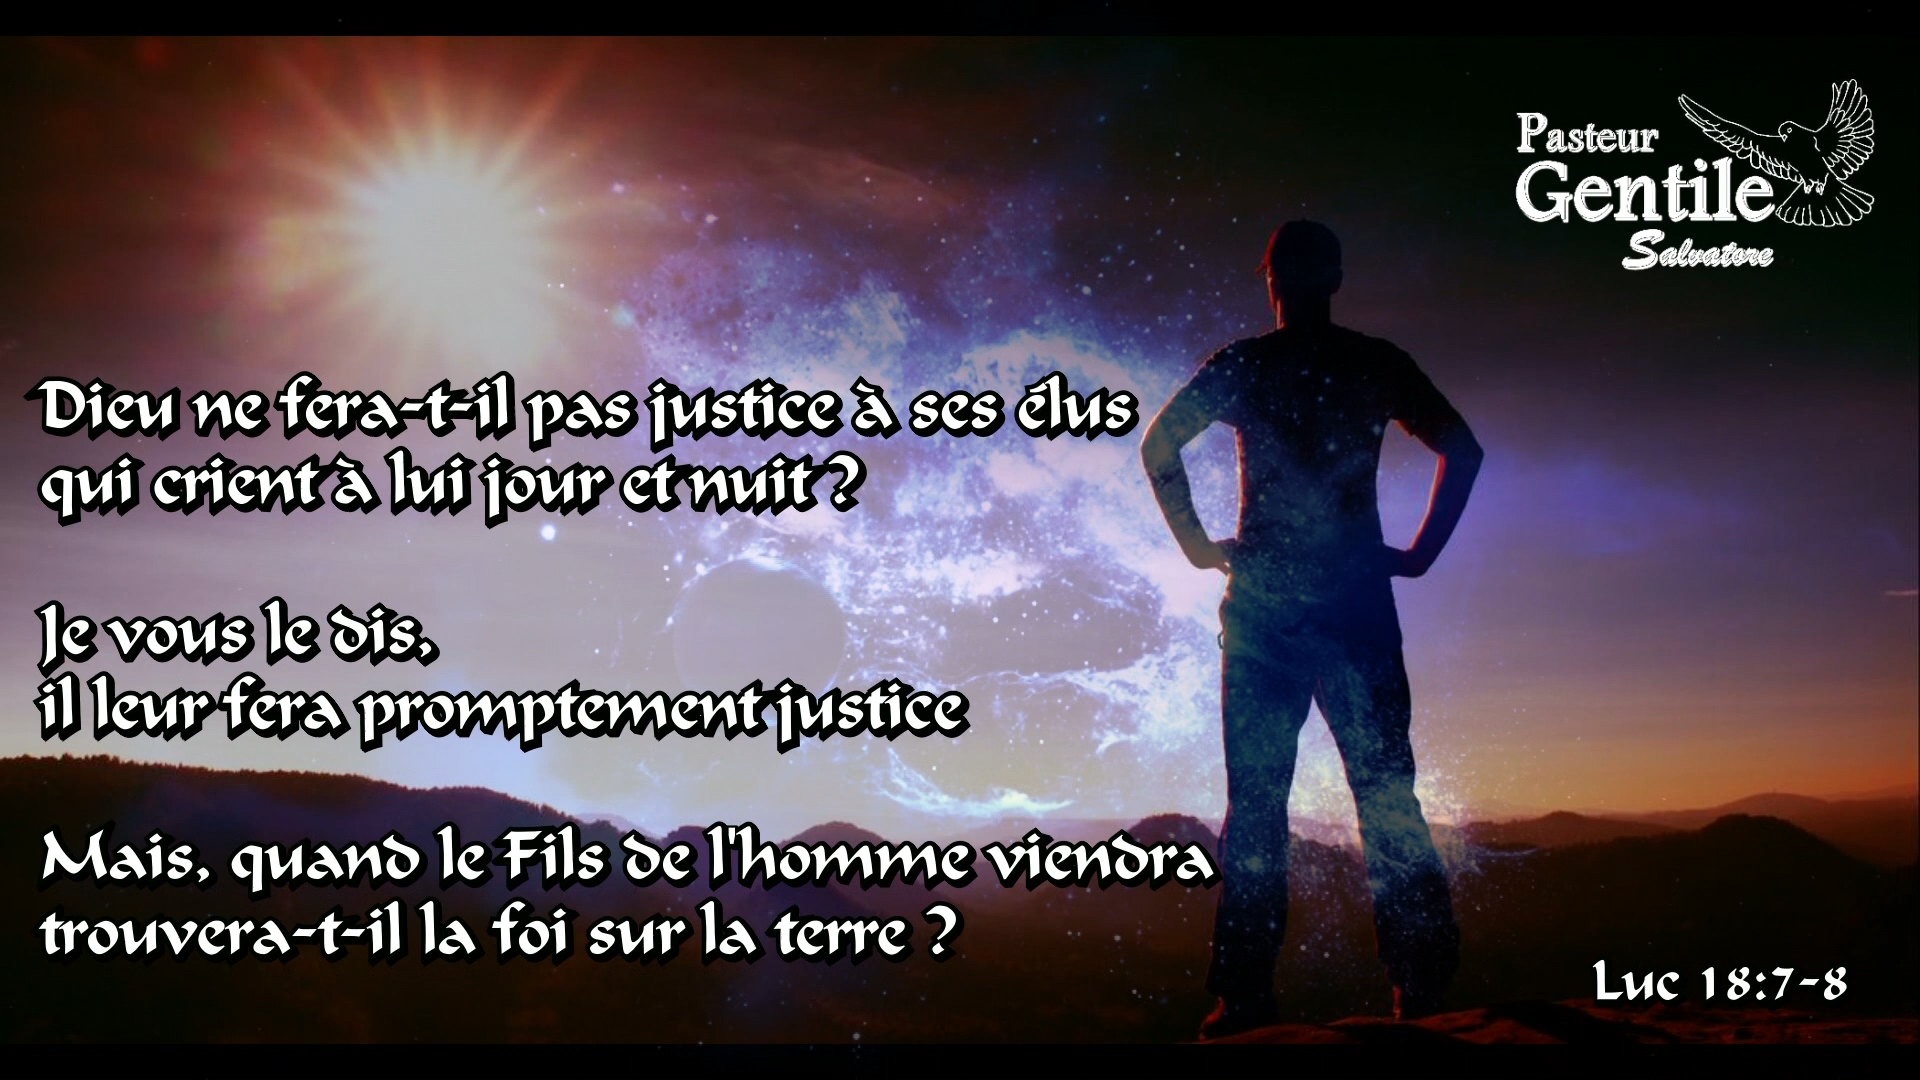 Pasteur
Gentile
Salvatore
Dieu ne fera-t-il pas justice à ses élus
qui crient à lui jour et nuit ?
Je vous le dis,
il leur fera promptement justice
Mais, quand le Fils de l'homme viendra
trouvera-t-il la foi sur la terre ?
Luc 18:7-8